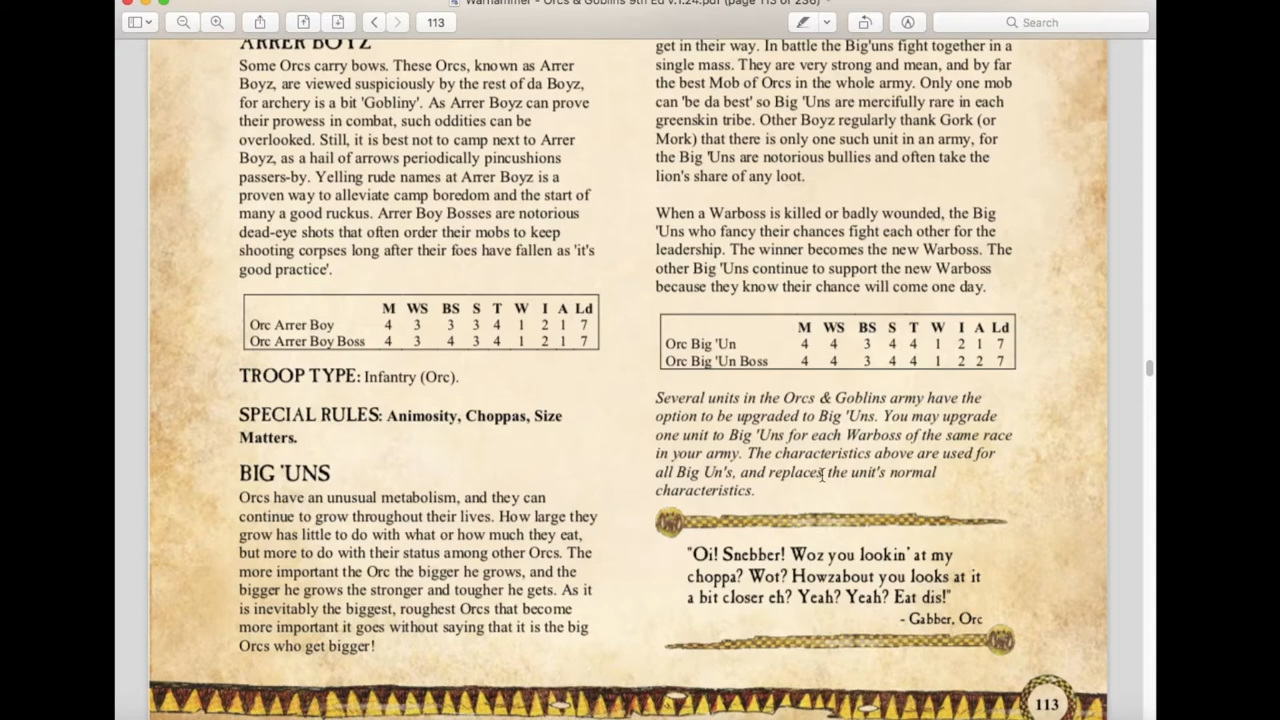 Warhammer - Orcs & Goblins 9th Ed v.1.24.pdf (page 113 of 236)
113
Search
ARRER BOYZ
Some Orcs carry bows. These Orcs, known as Arrer
Boyz, are viewed suspiciously by the rest of da Boyz,
for archery is a bit 'Gobliny'. As Arrer Boyz can prove
their prowess in combat, such oddities can be
overlooked. Still, it is best not to camp next to Arrer
Boyz, as a hail of arrows periodically pincushions
passers-by. Yelling rude names at Arrer Boyz is a
proven way to alleviate camp boredom and the start of
many a good ruckus. Arrer Boy Bosses are notorious
dead-eye shots that often order their mobs to keep
shooting corpses long after their foes have fallen as 'it's
good practice'.
M WS BS S T W I A Ld
Orc Arrer Boy 4 3 3 3 4 1 2 1 7
Orc Arrer Boy Boss 4 3 4 3 4 1 2 1 7
TROOP TYPE: Infantry (Orc).
SPECIAL RULES: Animosity, Choppas, Size
Matters.
BIG 'UNS
Orcs have an unusual metabolism, and they can
continue to grow throughout their lives. How large they
grow has little to do with what or how much they eat,
but more to do with their status among other Orcs. The
more important the Orc the bigger he grows, and the
bigger he grows the stronger and tougher he gets. As it
is inevitably the biggest, roughest Orcs that become
more important it goes without saying that it is the big
Orcs who get bigger!
get in their way. In battle the Big'uns fight together in a
single mass. They are very strong and mean, and by far
the best Mob of Orcs in the whole army. Only one mob
can 'be da best' so Big 'Uns are mercifully rare in each
greenskin tribe. Other Boyz regularly thank Gork (or
Mork) that there is only one such unit in an army, for
the Big 'Uns are notorious bullies and often take the
lion's share of any loot.
When a Warboss is killed or badly wounded, the Big
'Uns who fancy their chances fight each other for the
leadership. The winner becomes the new Warboss. The
other Big 'Uns continue to support the new Warboss
because they know their chance will come one day.
M WS BS S T W I A Ld
Orc Big 'Un 4 4 3 4 4 1 2 1 7
Orc Big 'Un Boss 4 4 3 4 4 1 2 2 7
Several units in the Orcs & Goblins army have the
option to be upgraded to Big 'Uns. You may upgrade
one unit to Big 'Uns for each Warboss of the same race
in your army. The characteristics above are used for
all Big Un's, and replaces the unit's normal
characteristics.
"Oi! Snebber! Woz you lookin' at my
choppa? Wot? Howzabout you looks at it
a bit closer eh? Yeah? Yeah? Eat dis!"
- Gabber, Orc
113